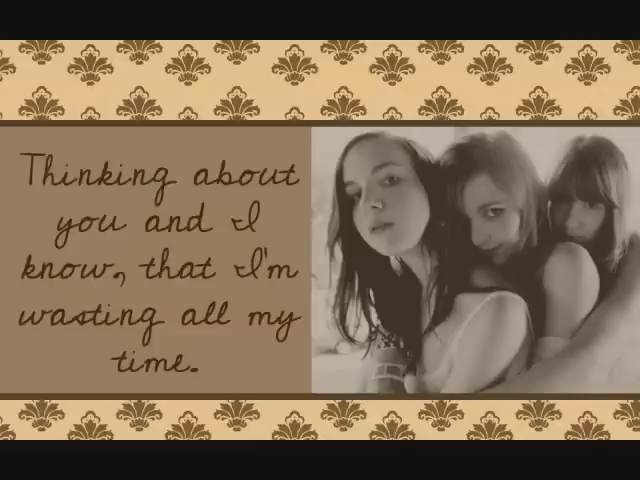 Thinking about
you and I
know, that I'm
wasting all my
time.